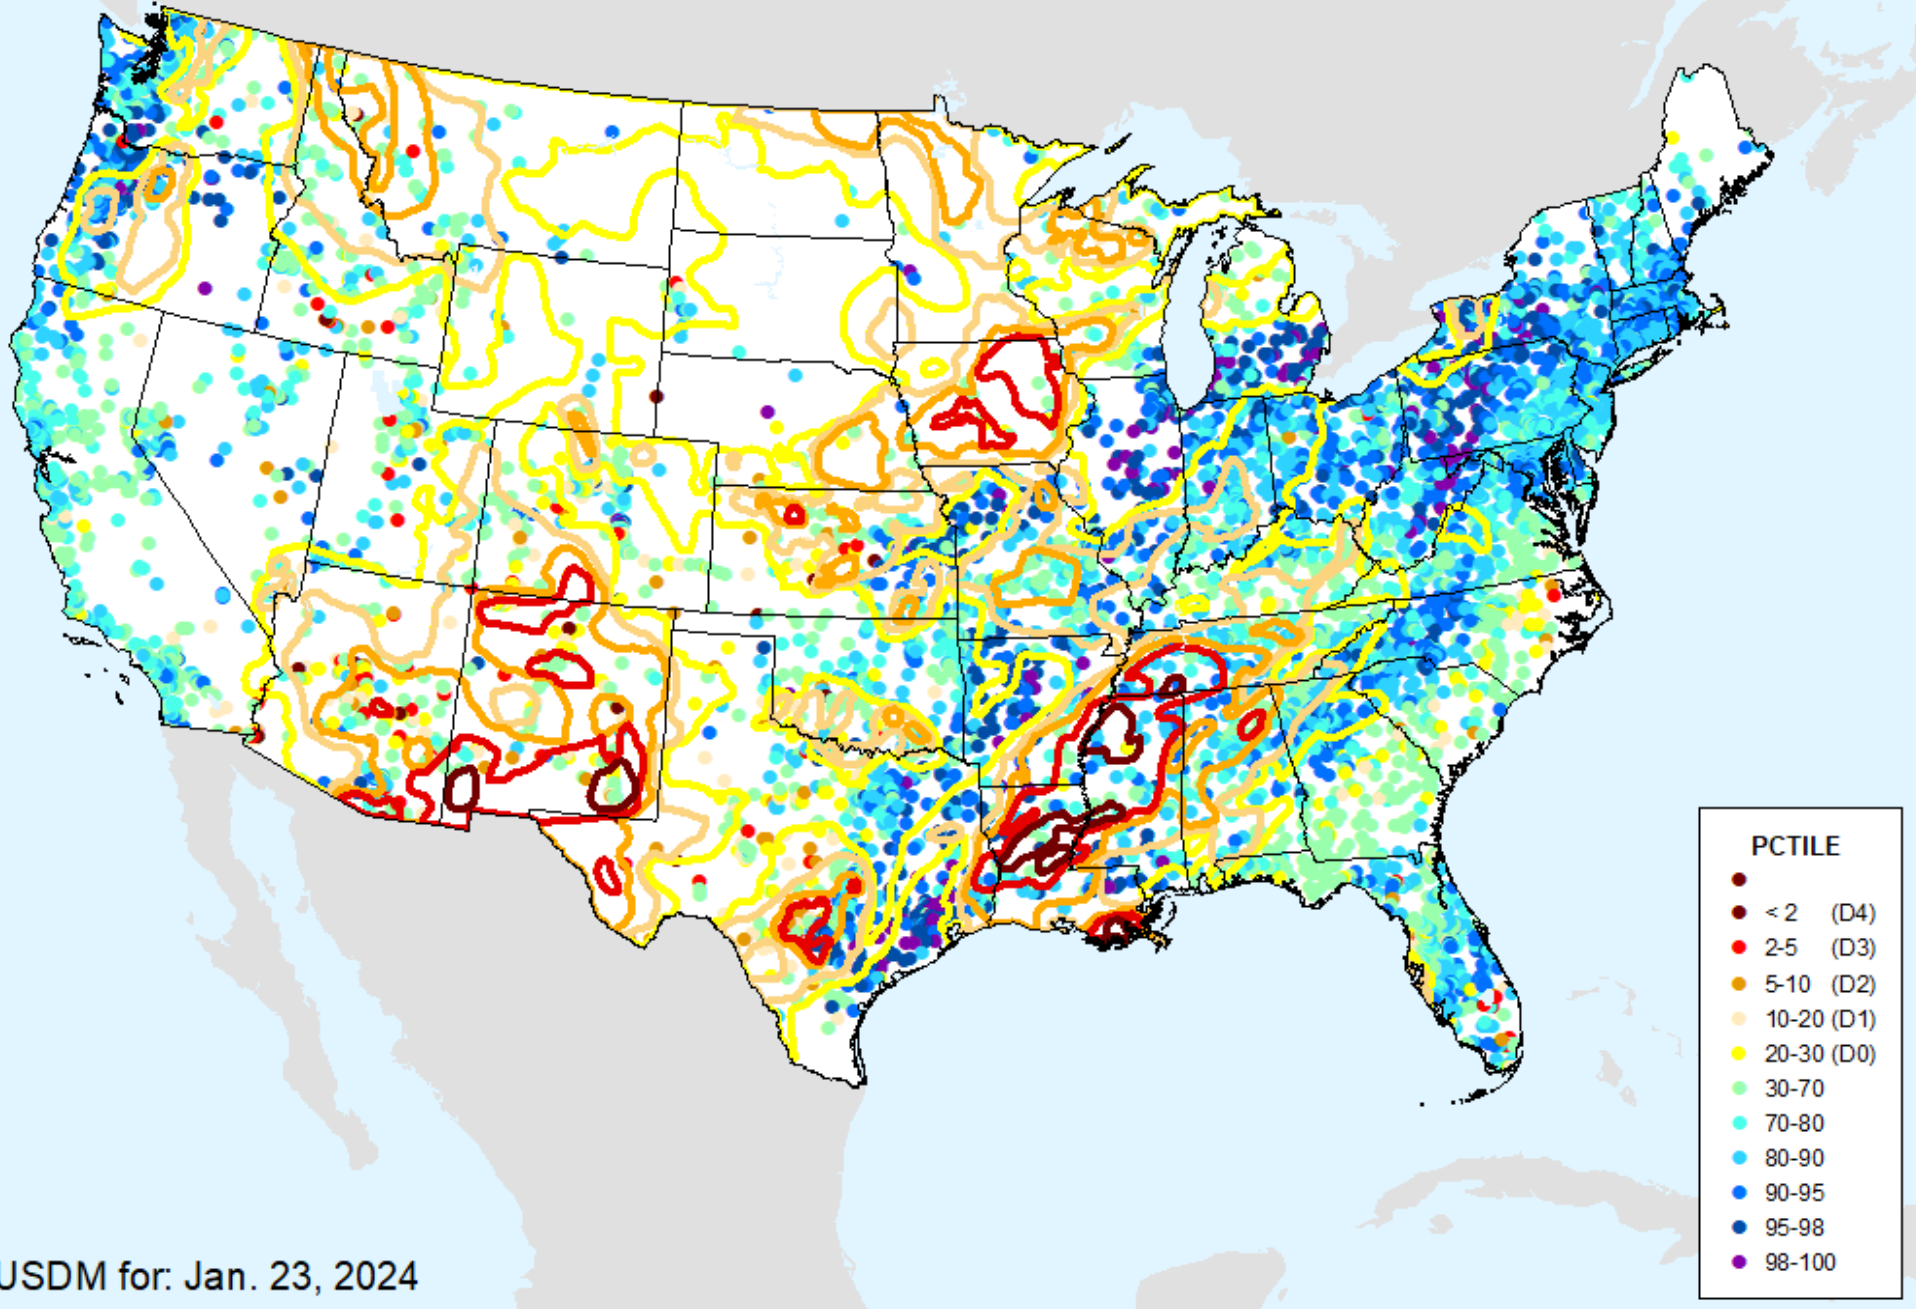 PCTILE
< 2 (D4)
2-5 (D3)
5-10 (D2)
10-20 (D1)
20-30 (D0)
30-70
70-80
80-90
90-95
95-98
98-100
USDM for: Jan. 23, 2024